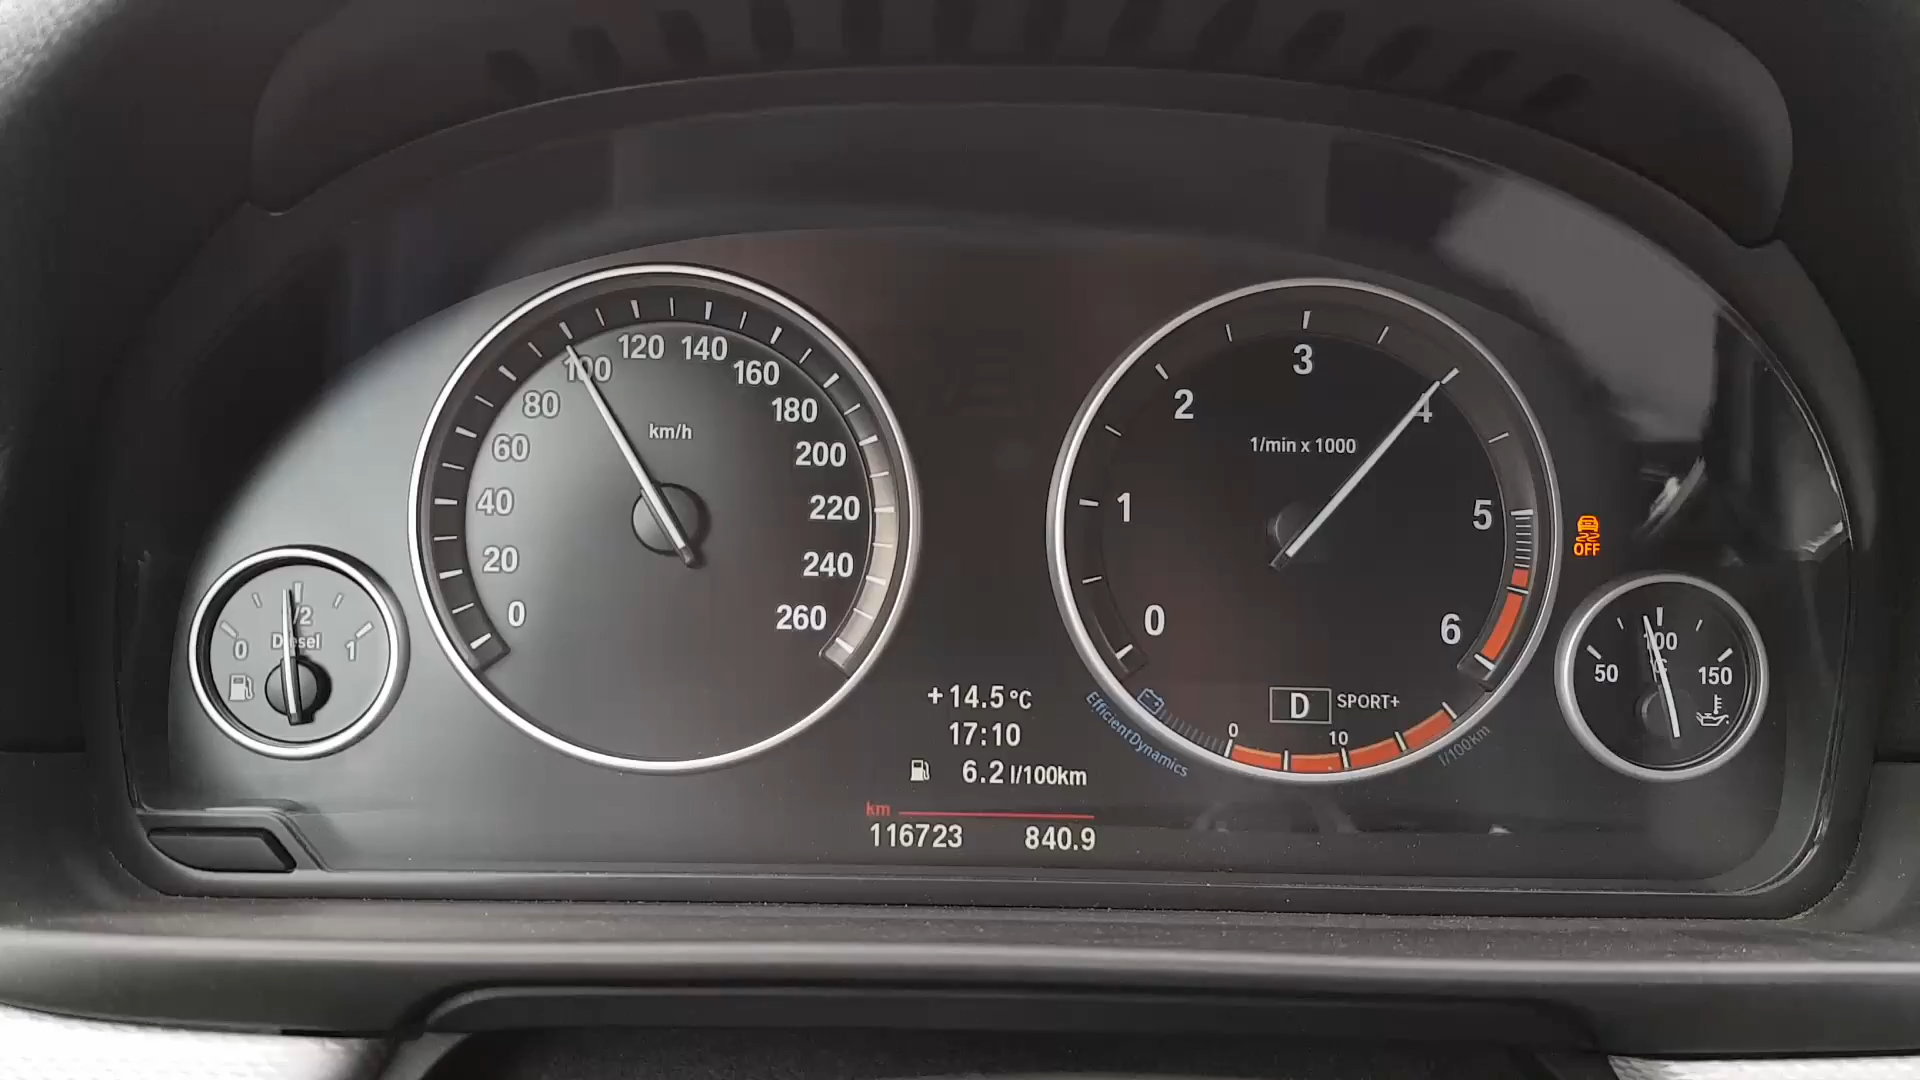 0
20
40
60
80
100
120
140
160
180
200
220
240
260
km/h
0
1/2
1
Diesel
0
1
2
3
4
5
6
1/min x 1000
D SPORT+
0
10
l/100km
EfficientDynamics
OFF
50
100
150
°C
+14.5 °C
17:10
6.2 l/100km
km
116723 840.9